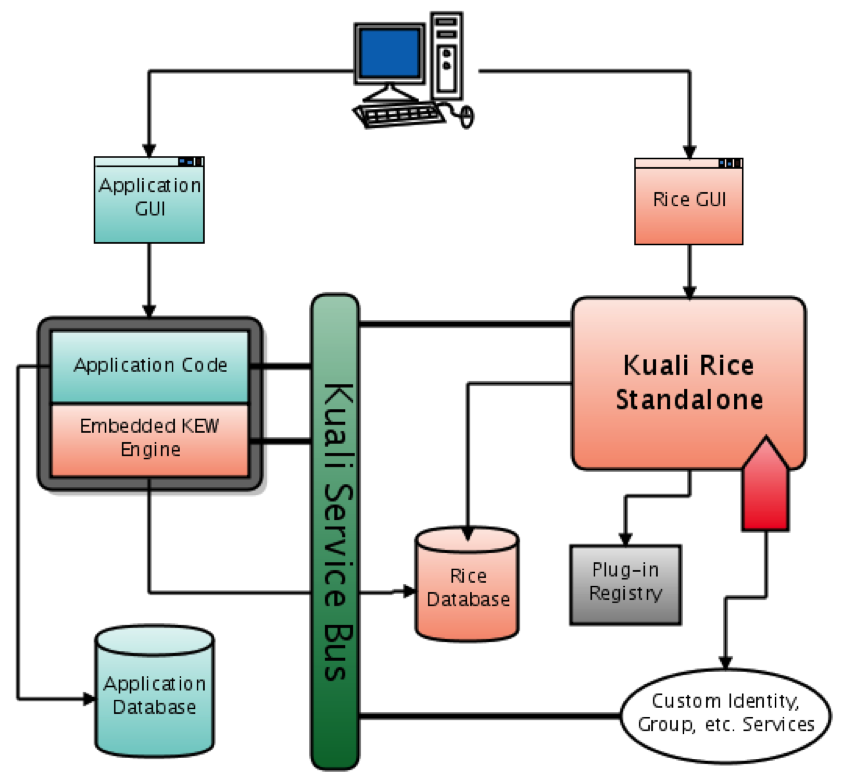 Application
GUI
Rice GUI
Application Code
Embedded KEW
Engine
Kuali Service Bus
Kuali Rice
Standalone
Rice
Database
Plug-in
Registry
Application
Database
Custom Identity,
Group, etc. Services